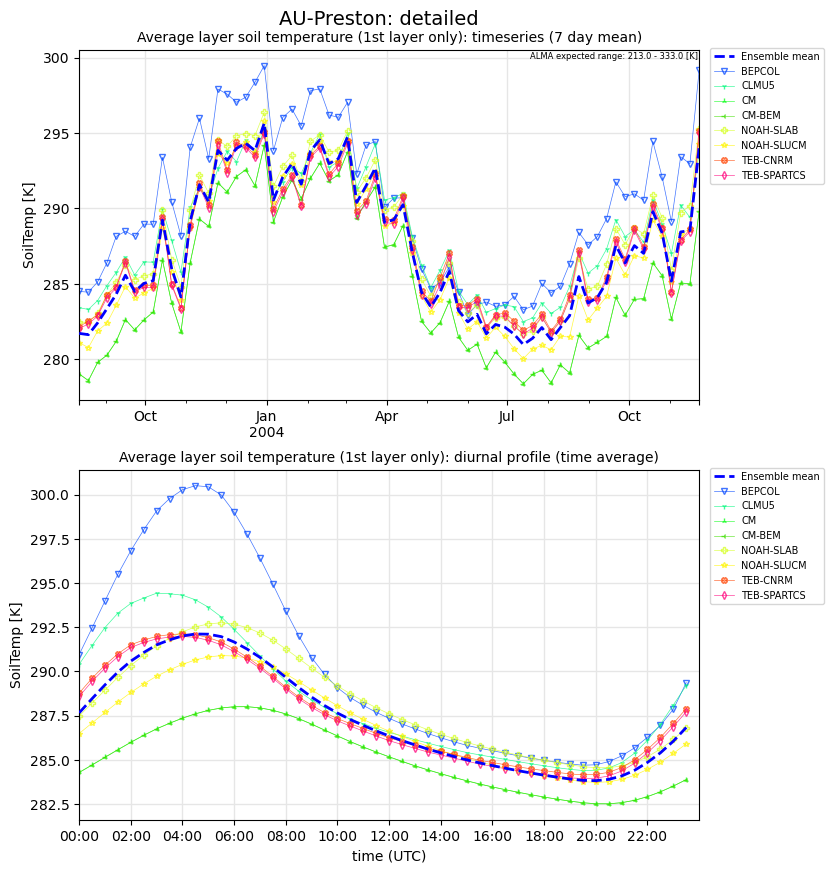 AU-Preston: detailed
Average layer soil temperature (1st layer only): timeseries (7 day mean)
ALMA expected range: 213.0 - 333.0 [K]
300
295
290
285
280
SoilTemp [K]
Oct
Jan
2004
Apr
Jul
Oct
Ensemble mean
BEPCOL
CLMU5
CM
CM-BEM
NOAH-SLAB
NOAH-SLUCM
TEB-CNRM
TEB-SPARTCS
Average layer soil temperature (1st layer only): diurnal profile (time average)
300.0
297.5
295.0
292.5
290.0
287.5
285.0
282.5
SoilTemp [K]
00:00 02:00 04:00 06:00 08:00 10:00 12:00 14:00 16:00 18:00 20:00 22:00
time (UTC)
Ensemble mean
BEPCOL
CLMU5
CM
CM-BEM
NOAH-SLAB
NOAH-SLUCM
TEB-CNRM
TEB-SPARTCS